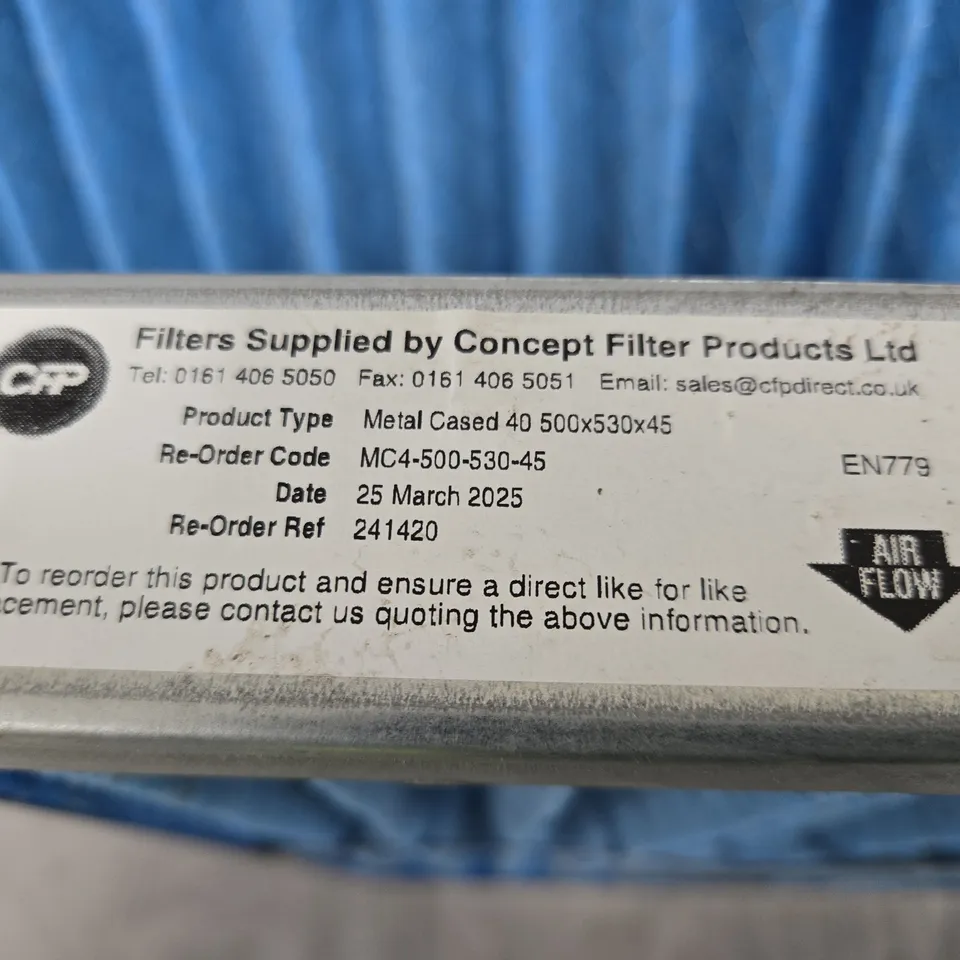 CFP
Filters Supplied by Concept Filter Products Ltd
Tel: 0161 406 5050 Fax: 0161 406 5051 Email: sales@cfpdirect.co.uk
Product Type Metal Cased 40 500x530x45
Re-Order Code MC4-500-530-45
EN779
Date 25 March 2025
Re-Order Ref 241420
AIR
FLOW
To reorder this product and ensure a direct like for like
cement, please contact us quoting the above information.